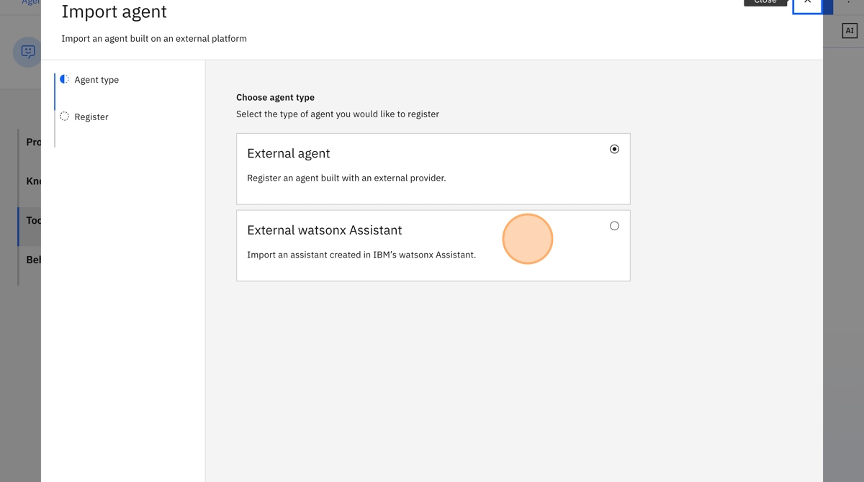 Agen
Close
Import agent
Import an agent built on an external platform
AI
Agent type
Register
Choose agent type
Select the type of agent you would like to register
External agent
Register an agent built with an external provider.
External watsonx Assistant
Import an assistant created in IBM's watsonx Assistant.
Pro
Kno
Too
Beh